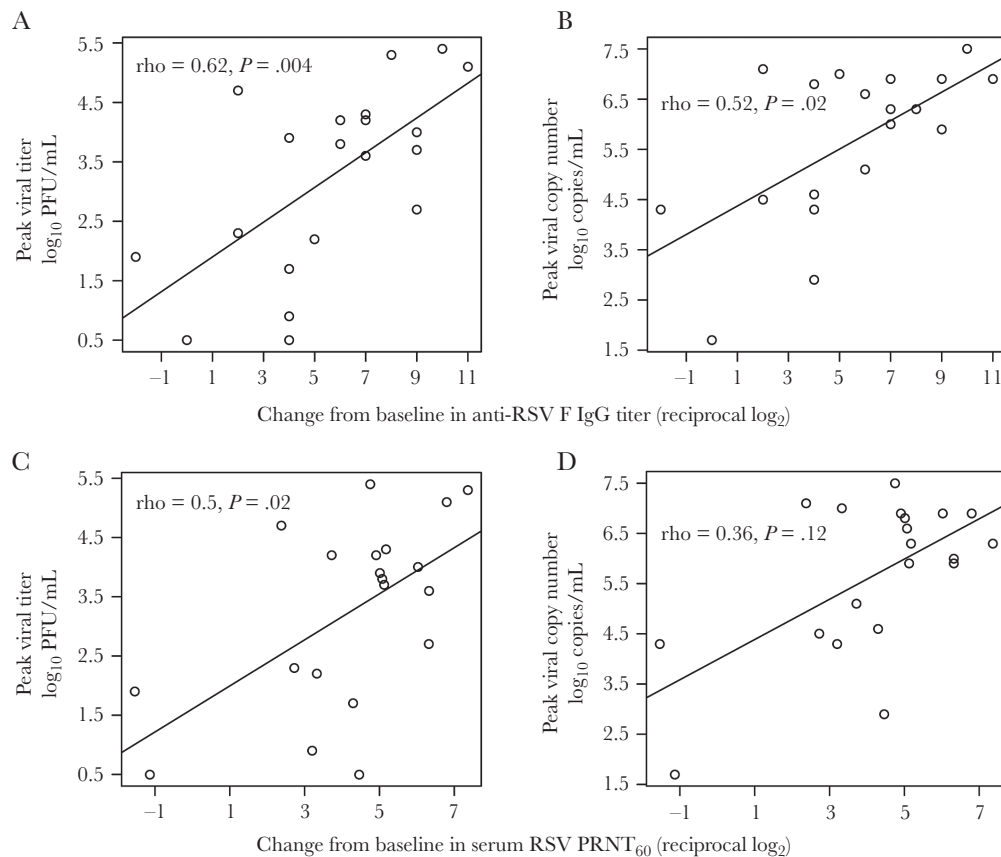 A
rho = 0.62, P = .004
5.5
4.5
3.5
2.5
1.5
0.5
Peak viral titer
log₁₀ PFU/mL
−1 1 3 5 7 9 11
B
rho = 0.52, P = .02
7.5
6.5
5.5
4.5
3.5
2.5
1.5
Peak viral copy number
log₁₀ copies/mL
−1 1 3 5 7 9 11
Change from baseline in anti-RSV F IgG titer (reciprocal log₂)
C
rho = 0.5, P = .02
5.5
4.5
3.5
2.5
1.5
0.5
Peak viral titer
log₁₀ PFU/mL
−1 1 3 5 7
D
rho = 0.36, P = .12
7.5
6.5
5.5
4.5
3.5
2.5
1.5
Peak viral copy number
log₁₀ copies/mL
−1 1 3 5 7
Change from baseline in serum RSV PRNT₆₀ (reciprocal log₂)